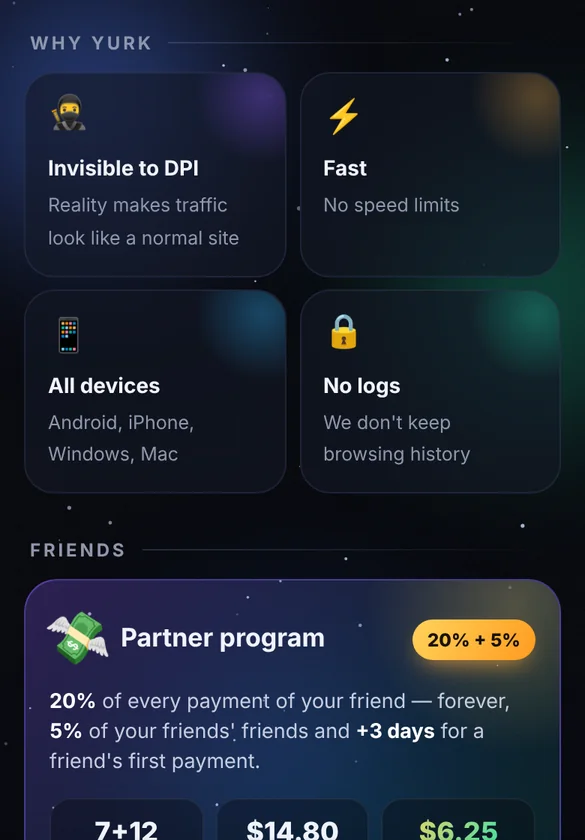 WHY YURK
Invisible to DPI
Reality makes traffic
look like a normal site
Fast
No speed limits
All devices
Android, iPhone,
Windows, Mac
No logs
We don't keep
browsing history
FRIENDS
Partner program
20% + 5%
20% of every payment of your friend — forever,
5% of your friends' friends and +3 days for a
friend's first payment.
7+12
$14.80
$6.25